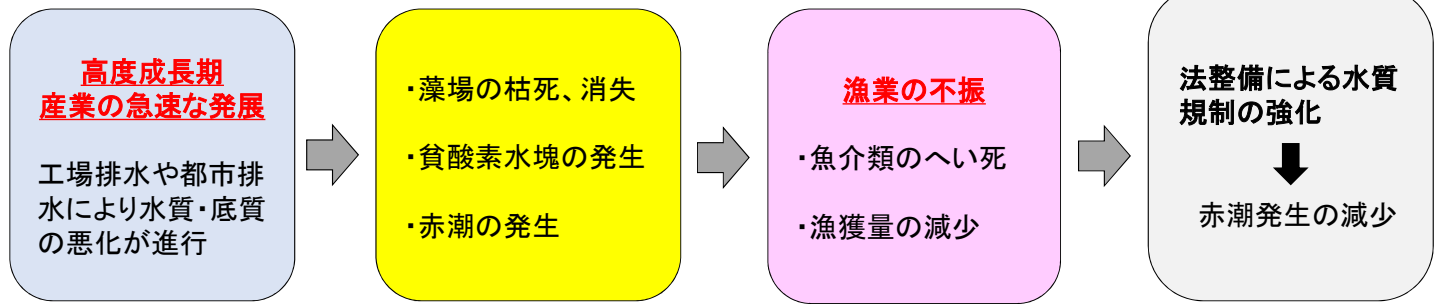 高度成長期
産業の急速な発展
工場排水や都市排
水により水質・底質
の悪化が進行
・藻場の枯死、消失
・貧酸素水塊の発生
・赤潮の発生
漁業の不振
・魚介類のへい死
・漁獲量の減少
法整備による水質
規制の強化
赤潮発生の減少